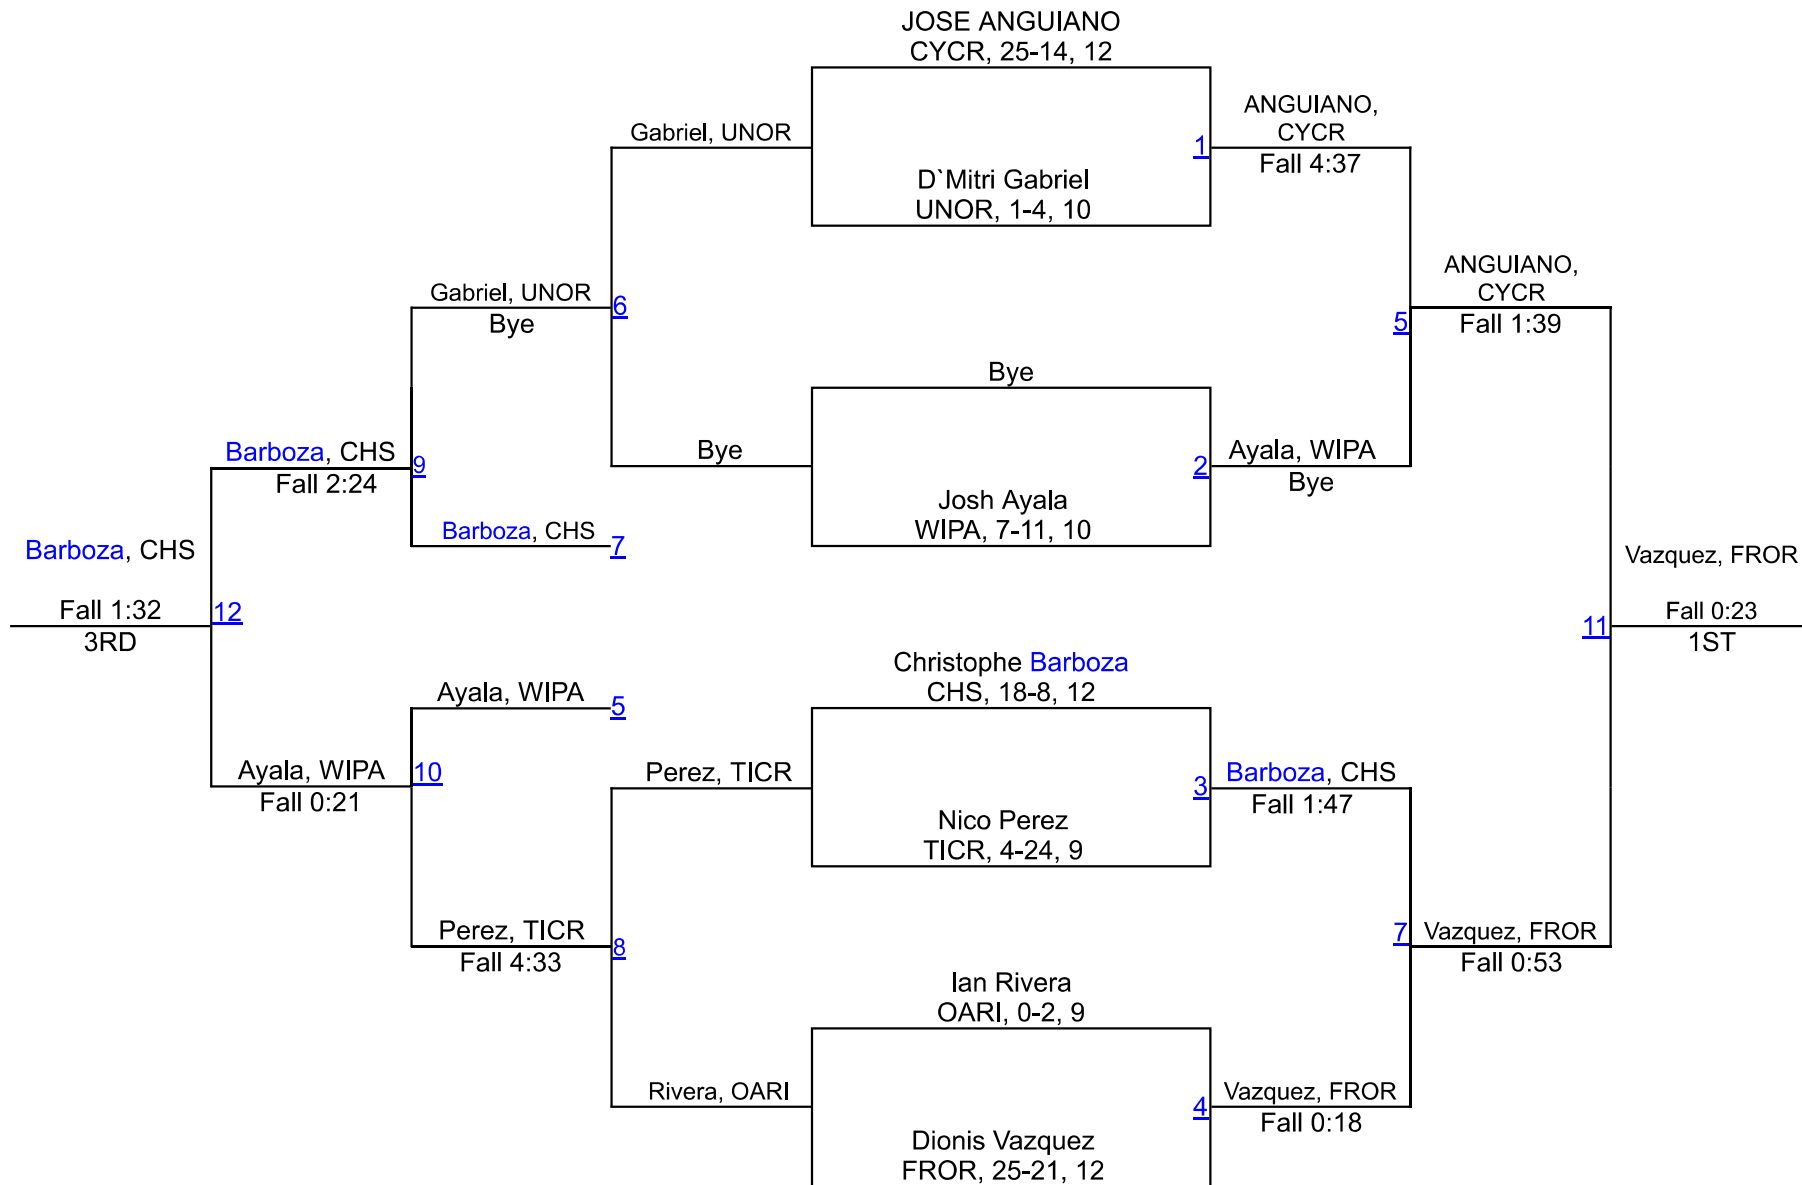 JOSE ANGUIANO
CYCR, 25-14, 12
Gabriel, UNOR
1
ANGUIANO,
CYCR
Fall 4:37
D`Mitri Gabriel
UNOR, 1-4, 10
Gabriel, UNOR
Bye
6
ANGUIANO,
CYCR
Fall 1:39
5
Bye
Barboza, CHS
Fall 2:24
9
Bye
2
Ayala, WIPA
Bye
Josh Ayala
WIPA, 7-11, 10
Barboza, CHS
7
Barboza, CHS
Fall 1:32
3RD
12
Vazquez, FROR
Fall 0:23
1ST
11
Christophe Barboza
CHS, 18-8, 12
Ayala, WIPA
5
Ayala, WIPA
Fall 0:21
10
Perez, TICR
3
Barboza, CHS
Fall 1:47
Nico Perez
TICR, 4-24, 9
Perez, TICR
Fall 4:33
8
7
Vazquez, FROR
Fall 0:53
Ian Rivera
OARI, 0-2, 9
Rivera, OARI
4
Vazquez, FROR
Fall 0:18
Dionis Vazquez
FROR, 25-21, 12